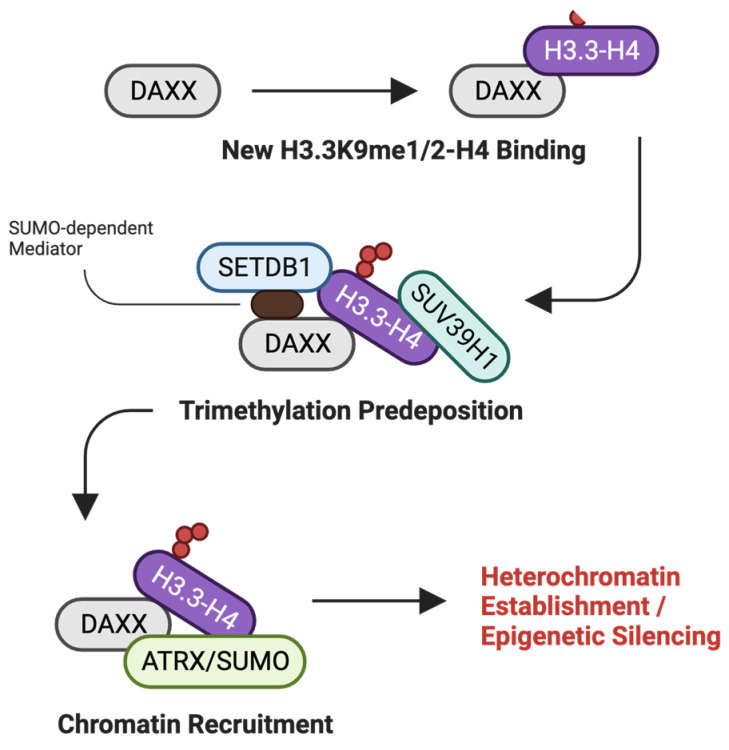 DAXX
DAXX
H3.3-H4
New H3.3K9me1/2-H4 Binding
SUMO-dependent
Mediator
SETDB1
H3.3-H4
SUV39H1
DAXX
Trimethylation Predeposition
H3.3-H4
DAXX
ATRX/SUMO
Chromatin Recruitment
Heterochromatin
Establishment /
Epigenetic Silencing